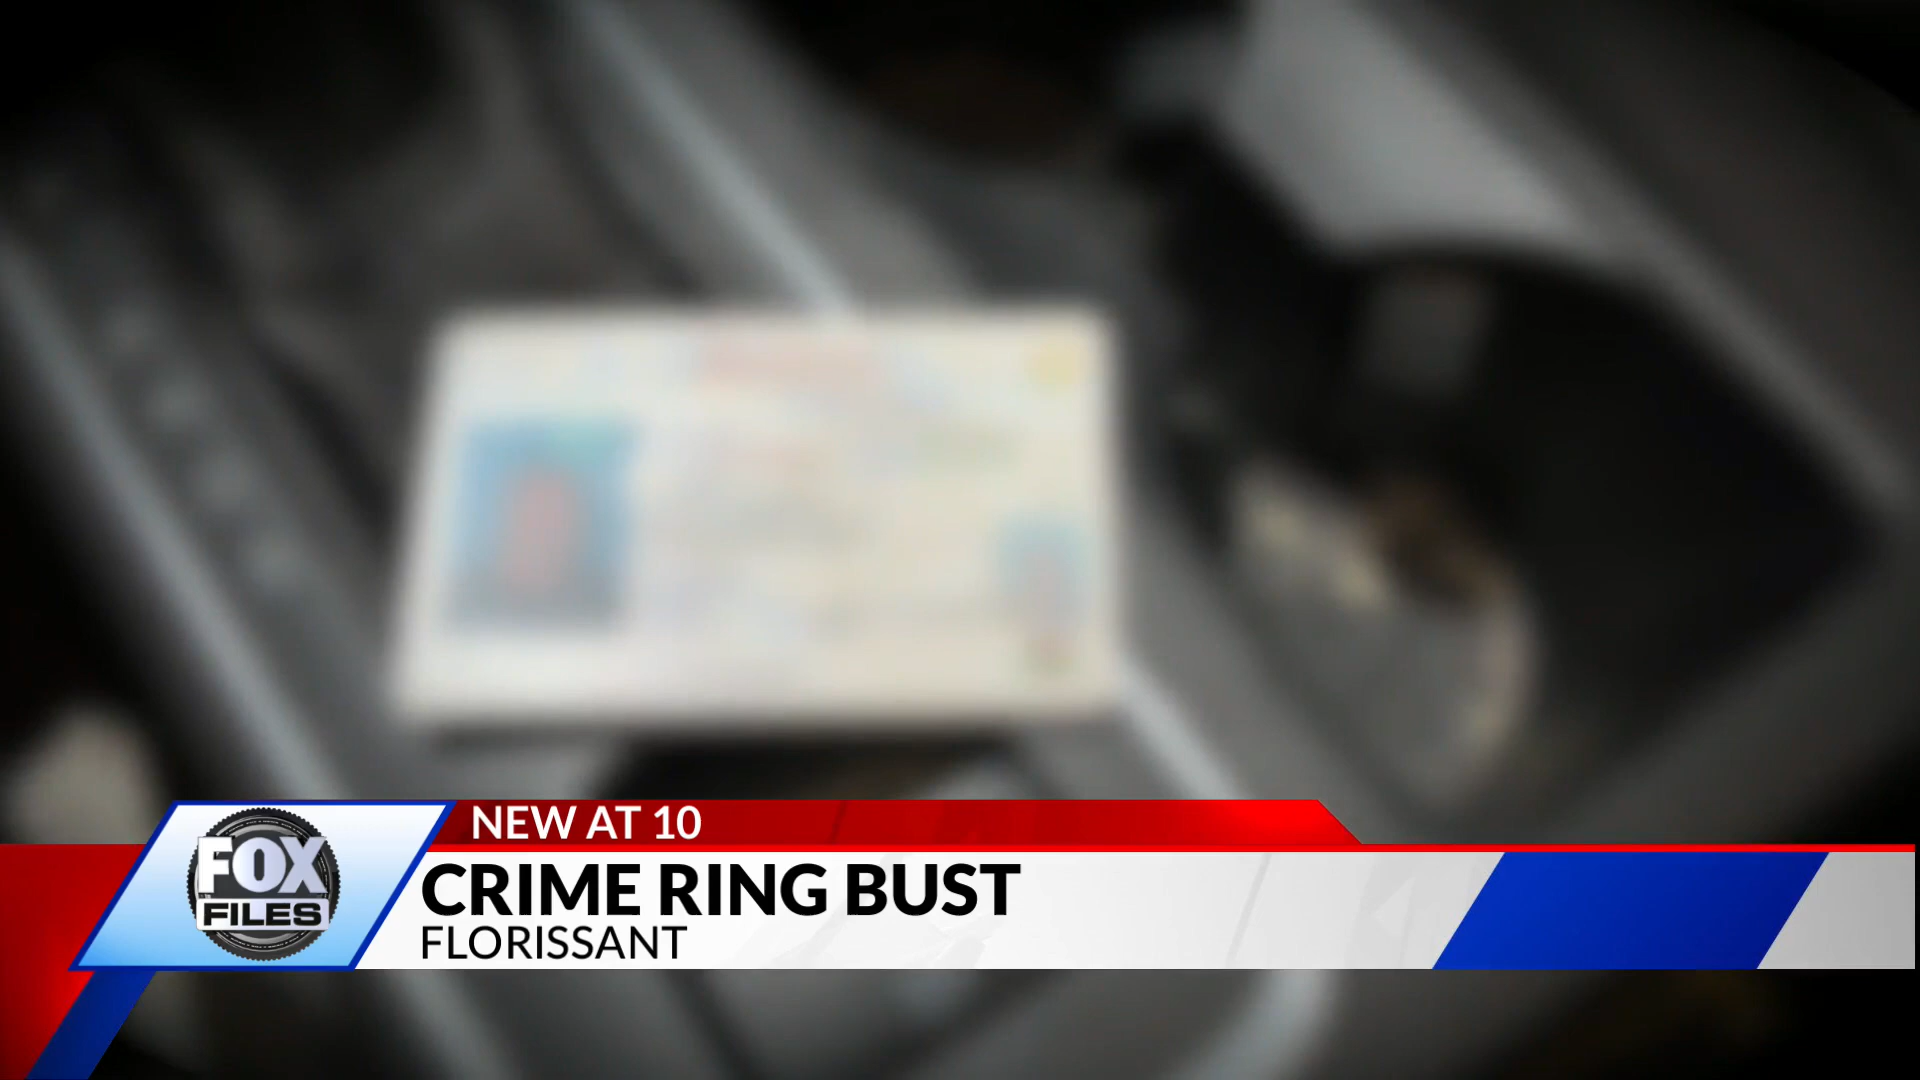 NEW AT 10
FOX
FILES
CRIME RING BUST
FLORISSANT